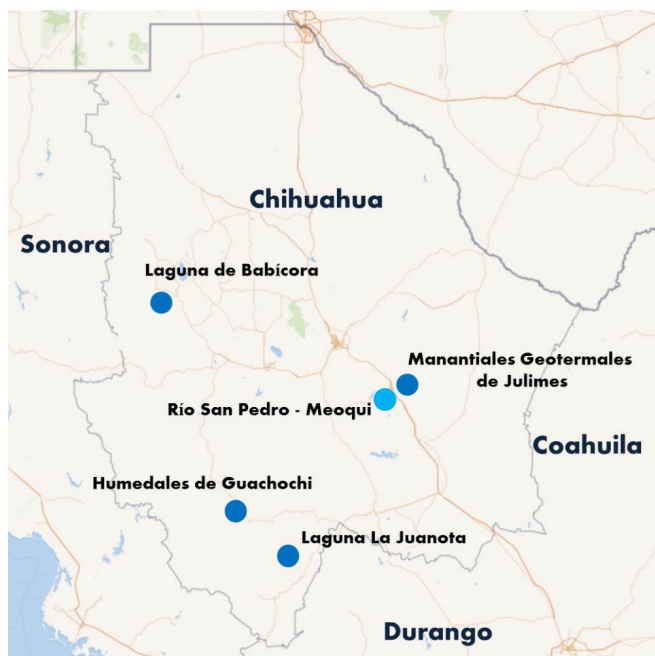 Chihuahua
Sonora
Laguna de Babícora
Manantiales Geotermales
de Julimes
Río San Pedro - Meoqui
Coahuila
Humedales de Guachochi
Laguna La Juanota
Durango